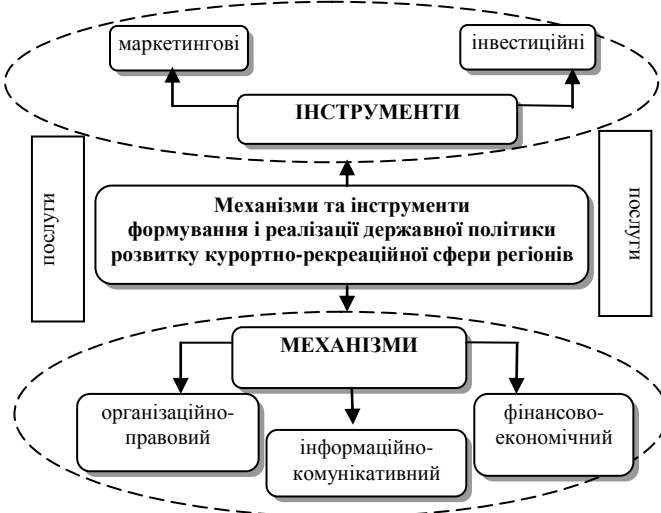 маркетингові
інвестиційні
ІНСТРУМЕНТИ
послуги
Механізми та інструменти
формування і реалізації державної політики
розвитку курортно-рекреаційної сфери регіонів
послуги
МЕХАНІЗМИ
організаційно-
правовий
інформаційно-
комунікативний
фінансово-
економічний